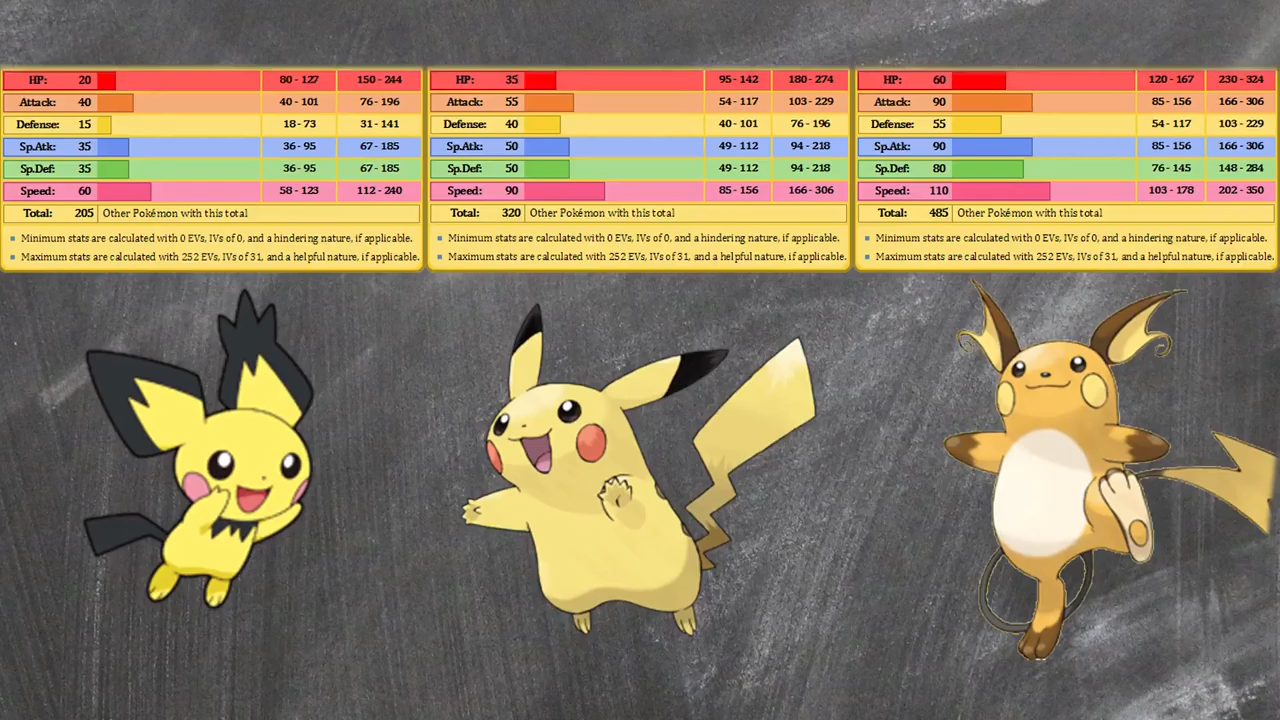 HP: 20 80 - 127 150 - 244
Attack: 40 40 - 101 76 - 196
Defense: 15 18 - 73 31 - 141
Sp.Atk: 35 36 - 95 67 - 185
Sp.Def: 35 36 - 95 67 - 185
Speed: 60 58 - 123 112 - 240
Total: 205 Other Pokémon with this total
Minimum stats are calculated with 0 EVs, IVs of 0, and a hindering nature, if applicable.
Maximum stats are calculated with 252 EVs, IVs of 31, and a helpful nature, if applicable.
HP: 35 95 - 142 180 - 274
Attack: 55 54 - 117 103 - 229
Defense: 40 40 - 101 76 - 196
Sp.Atk: 50 49 - 112 94 - 218
Sp.Def: 50 49 - 112 94 - 218
Speed: 90 85 - 156 166 - 306
Total: 320 Other Pokémon with this total
Minimum stats are calculated with 0 EVs, IVs of 0, and a hindering nature, if applicable.
Maximum stats are calculated with 252 EVs, IVs of 31, and a helpful nature, if applicable.
HP: 60 120 - 167 230 - 324
Attack: 90 85 - 156 166 - 306
Defense: 55 54 - 117 103 - 229
Sp.Atk: 90 85 - 156 166 - 306
Sp.Def: 80 76 - 145 148 - 284
Speed: 110 103 - 178 202 - 350
Total: 485 Other Pokémon with this total
Minimum stats are calculated with 0 EVs, IVs of 0, and a hindering nature, if applicable.
Maximum stats are calculated with 252 EVs, IVs of 31, and a helpful nature, if applicable.